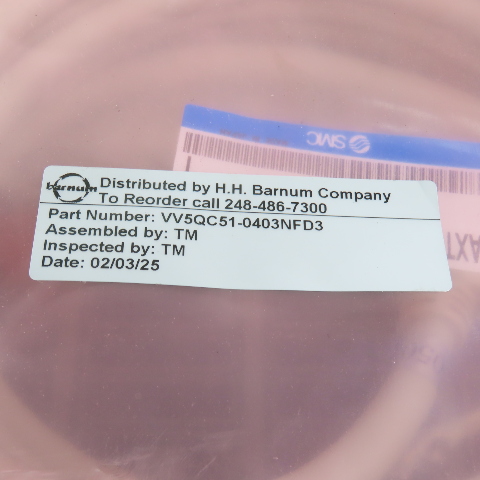 barnum
Distributed by H.H. Barnum Company
To Reorder call 248-486-7300
Part Number: VV5QC51-0403NFD3
Assembled by: TM
Inspected by: TM
Date: 02/03/25
SMC